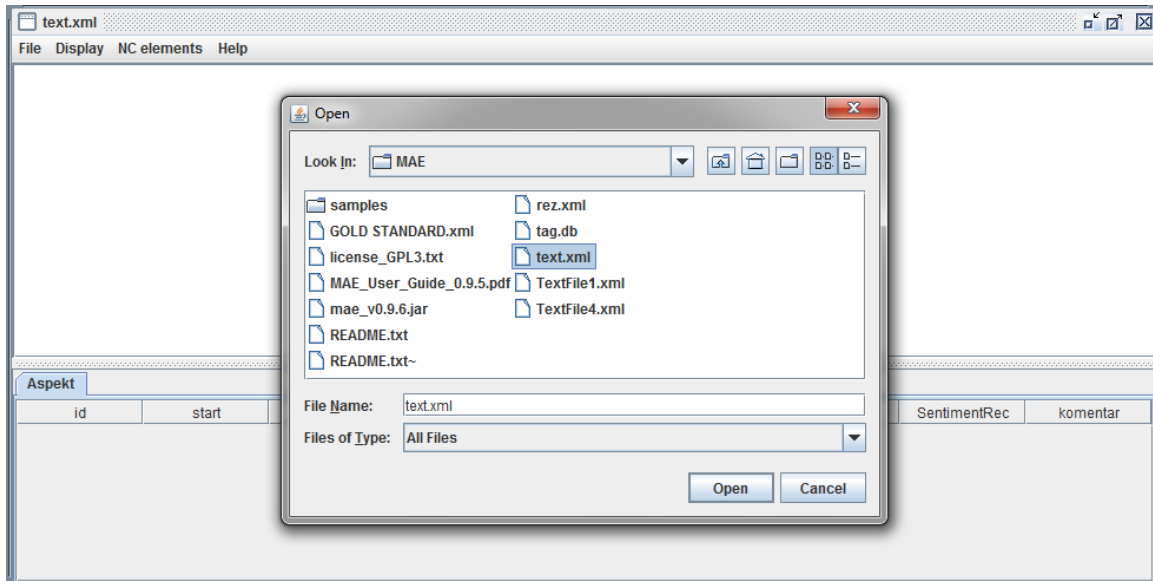 text.xml
File Display NC elements Help
Open
Look In: MAE
samples
GOLD STANDARD.xml
license_GPL3.txt
MAE_User_Guide_0.9.5.pdf
mae_v0.9.6.jar
README.txt
README.txt~
rez.xml
tag.db
text.xml
TextFile1.xml
TextFile4.xml
File Name: text.xml
Files of Type: All Files
Open Cancel
Aspekt
id start SentimentRec komentar